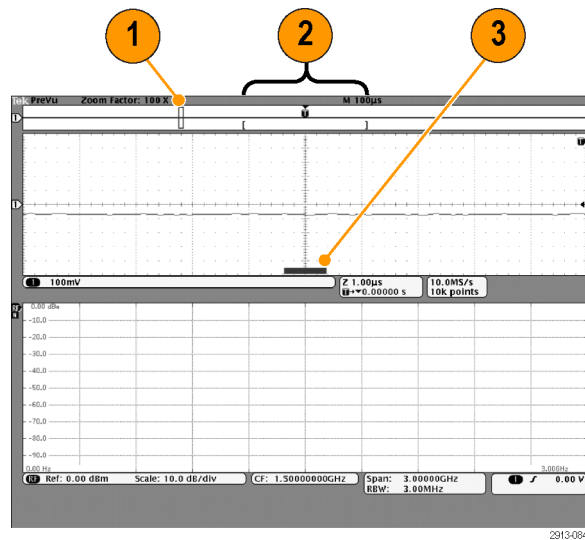 1 2 3
Tek PreVu Zoom Factor: 100 X M 100µs
T
1
[ ]
T
1
1 100mV
Z 1.00µs
T→▼0.00000 s
10.0MS/s
10k points
RF
N
0.00 dBm
-10.0
-20.0
-30.0
-40.0
-50.0
-60.0
-70.0
-80.0
-90.0
0.00 Hz 3.00GHz
RF Ref: 0.00 dBm Scale: 10.0 dB/div CF: 1.50000000GHz
Span: 3.00000GHz
RBW: 3.00MHz
1 0.00 V
2913-084